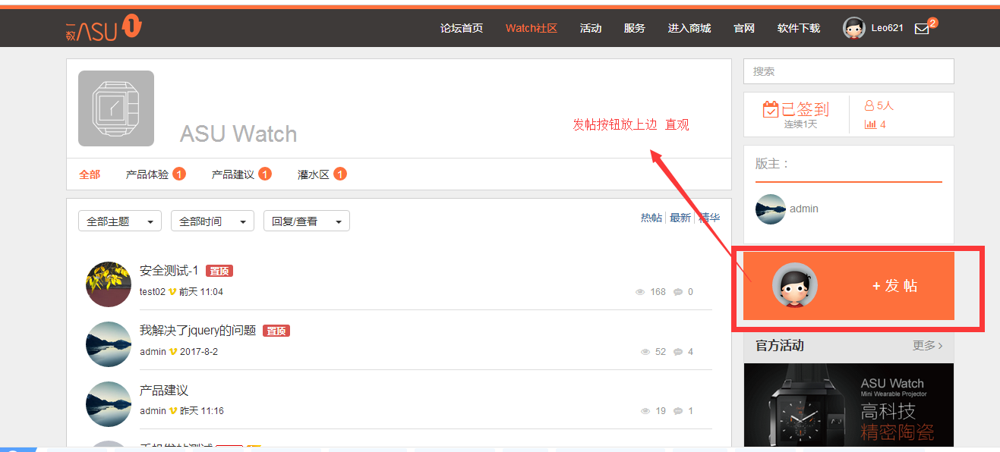 一数 ASU 1
论坛首页 Watch社区 活动 服务 进入商城 官网 软件下载 Leo621 2
ASU Watch
发帖按钮放上边 直观
全部 产品体验 1 产品建议 1 灌水区 1
全部主题 全部时间 回复/查看
热帖 最新 精华
安全测试-1 置顶
test02 前天 11:04
168 0
我解决了jquery的问题 置顶
admin 2017-8-2
52 4
产品建议
admin 昨天 11:16
19 1
手机发帖测试
搜索
已签到
连续1天
5人
4
版主：
admin
+ 发 帖
官方活动 更多
ASU Watch
Mini Wearable Projector
高科技
精密陶瓷